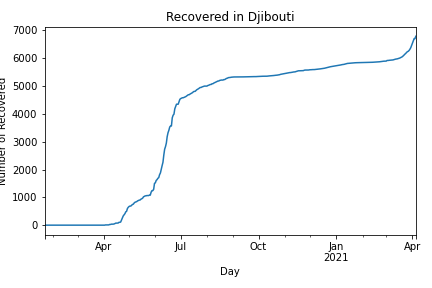 Recovered in Djibouti
7000
6000
5000
4000
3000
2000
1000
0
Number of Recovered
Apr
Jul
Oct
Jan
2021
Apr
Day